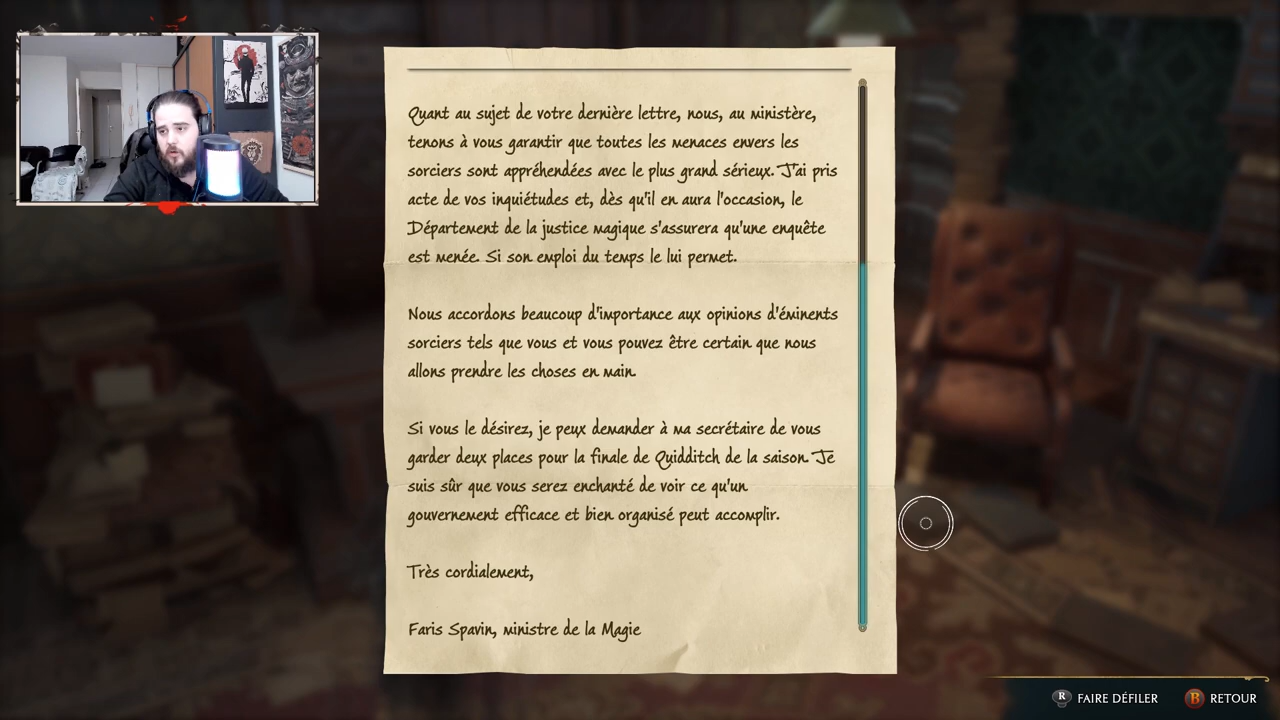 Quant au sujet de votre dernière lettre, nous, au ministère,
tenons à vous garantir que toutes les menaces envers les
sorciers sont appréhendées avec le plus grand sérieux. J'ai pris
acte de vos inquiétudes et, dès qu'il en aura l'occasion, le
Département de la justice magique s'assurera qu'une enquête
est menée. Si son emploi du temps le lui permet.
Nous accordons beaucoup d'importance aux opinions d'éminents
sorciers tels que vous et vous pouvez être certain que nous
allons prendre les choses en main.
Si vous le désirez, je peux demander à ma secrétaire de vous
garder deux places pour la finale de Quidditch de la saison. Je
suis sûr que vous serez enchanté de voir ce qu'un
gouvernement efficace et bien organisé peut accomplir.
Très cordialement,
Faris Spavin, ministre de la Magie
R FAIRE DÉFILER B RETOUR